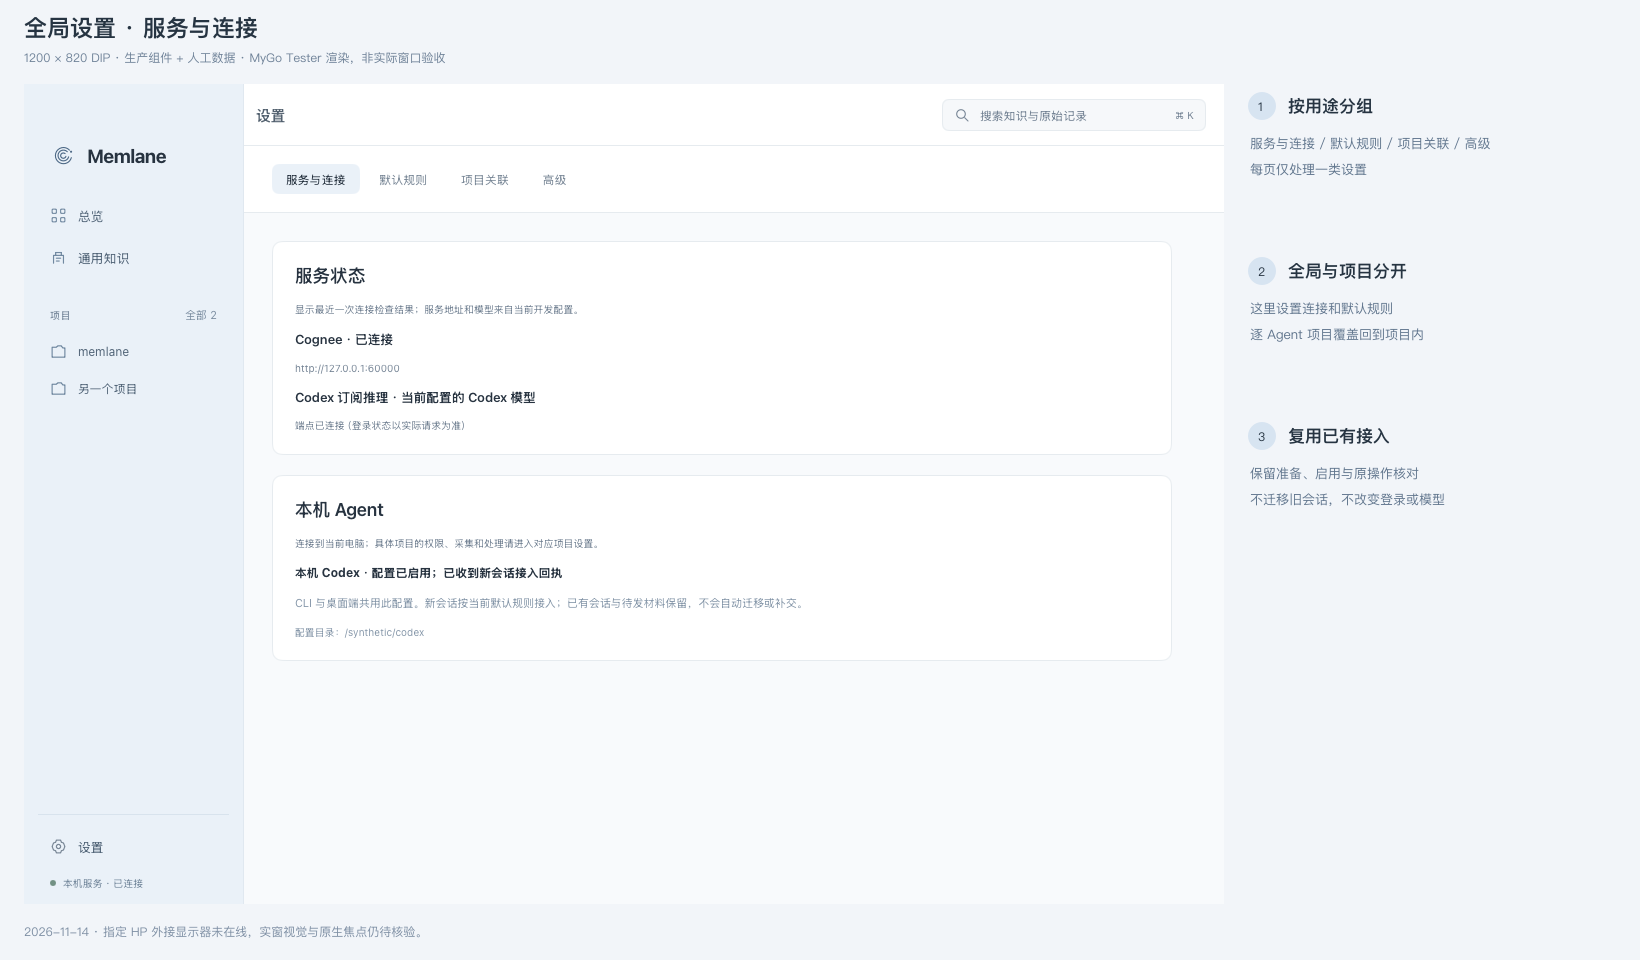 全局设置 · 服务与连接
1200 × 820 DIP · 生产组件 + 人工数据 · MyGo Tester 渲染，非实际窗口验收
Memlane
总览
通用知识
项目
全部 2
memlane
另一个项目
设置
本机服务 · 已连接
设置
搜索知识与原始记录
⌘ K
服务与连接
默认规则
项目关联
高级
服务状态
显示最近一次连接检查结果；服务地址和模型来自当前开发配置。
Cognee · 已连接
http://127.0.0.1:60000
Codex 订阅推理 · 当前配置的 Codex 模型
端点已连接 (登录状态以实际请求为准)
本机 Agent
连接到当前电脑；具体项目的权限、采集和处理请进入对应项目设置。
本机 Codex · 配置已启用；已收到新会话接入回执
CLI 与桌面端共用此配置。新会话按当前默认规则接入；已有会话与待发材料保留，不会自动迁移或补交。
配置目录：/synthetic/codex
1
按用途分组
服务与连接 / 默认规则 / 项目关联 / 高级
每页仅处理一类设置
2
全局与项目分开
这里设置连接和默认规则
逐 Agent 项目覆盖回到项目内
3
复用已有接入
保留准备、启用与原操作核对
不迁移旧会话，不改变登录或模型
2026-11-14 · 指定 HP 外接显示器未在线，实窗视觉与原生焦点仍待核验。